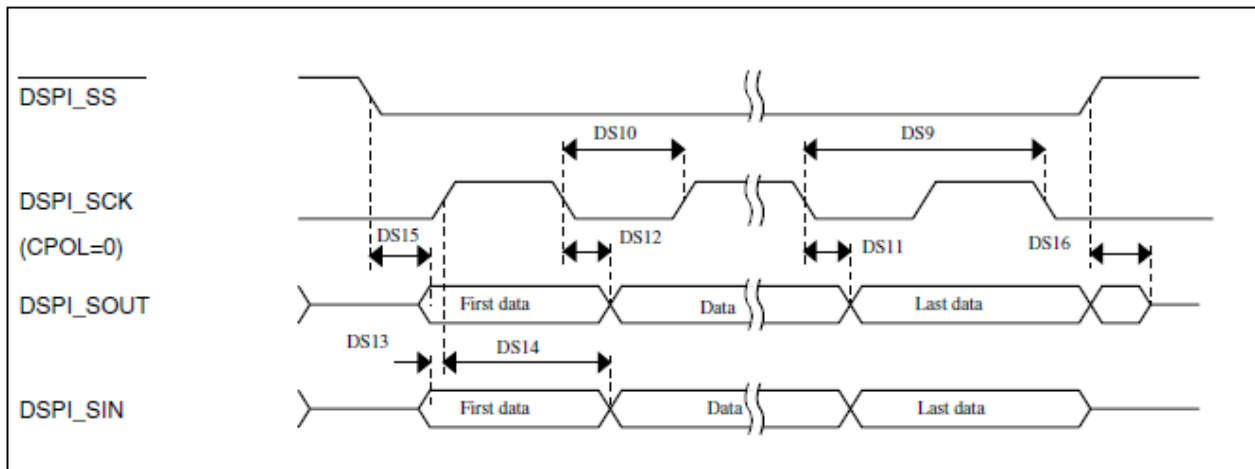 DSPI_SS
DS10
DS9
DSPI_SCK
(CPOL=0)
DS15
DS12
DS11
DS16
DSPI_SOUT
First data
Data
Last data
DS13
DS14
DSPI_SIN
First data
Data
Last data